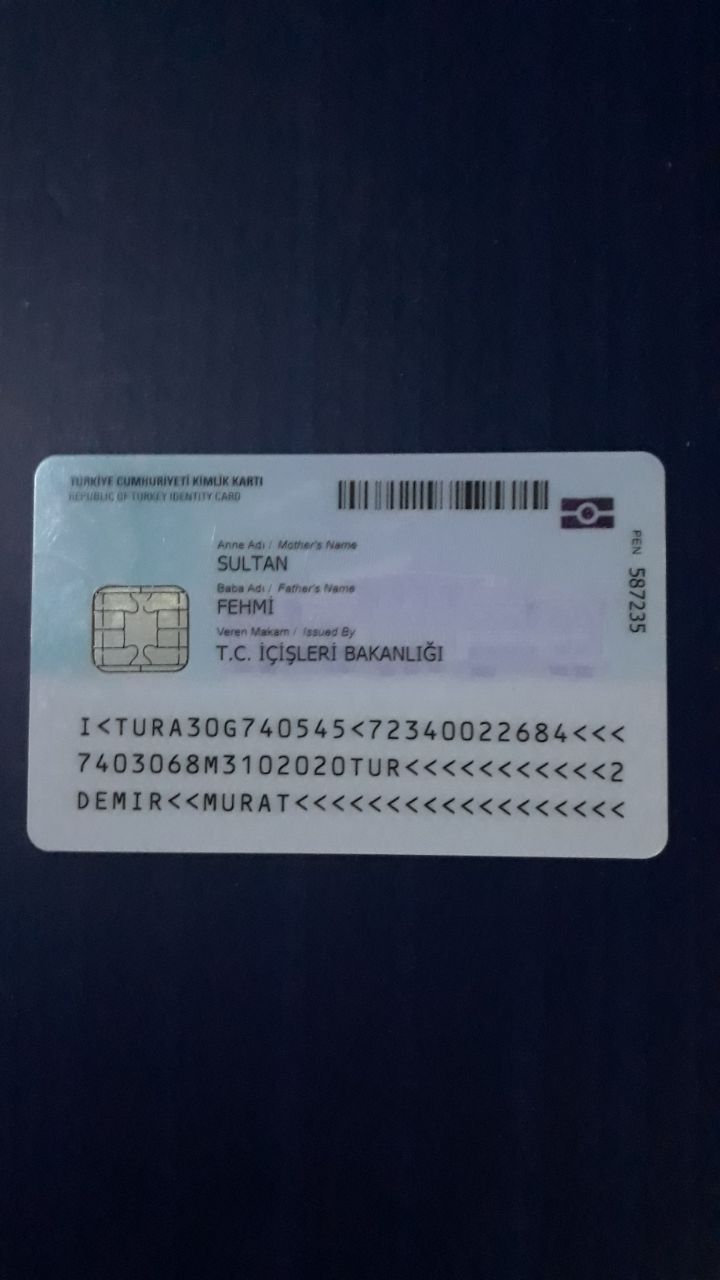 TÜRKİYE CUMHURİYETİ KİMLİK KARTI
REPUBLIC OF TURKEY IDENTITY CARD
Anne Adı / Mother's Name
SULTAN
Baba Adı / Father's Name
FEHMİ
Veren Makam / Issued By
T.C. İÇİŞLERİ BAKANLIĞI
PEN 587235
I<TURA30G740545<72340022684<<<
7403068M3102020TUR<<<<<<<<<<<2
DEMIR<<MURAT<<<<<<<<<<<<<<<<<<